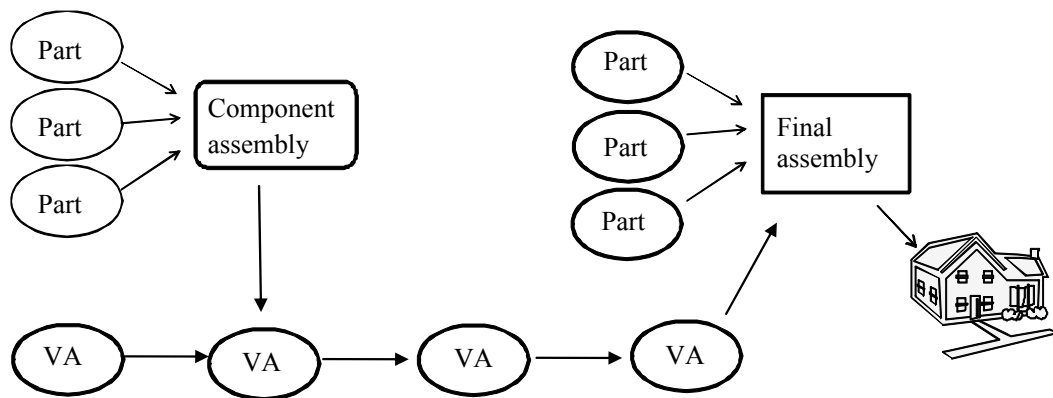 Part
Part
Part
Component
assembly
Part
Part
Part
Final
assembly
VA
VA
VA
VA